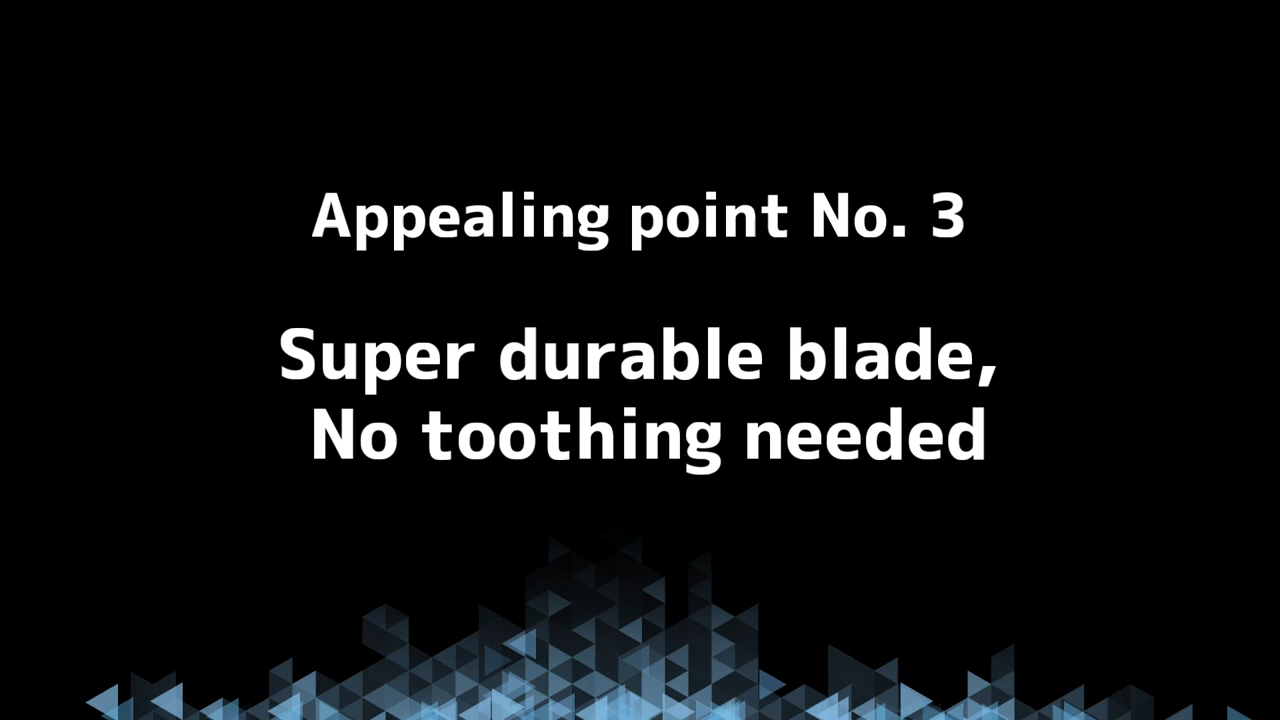 Appealing point No. 3
Super durable blade,
No toothing needed